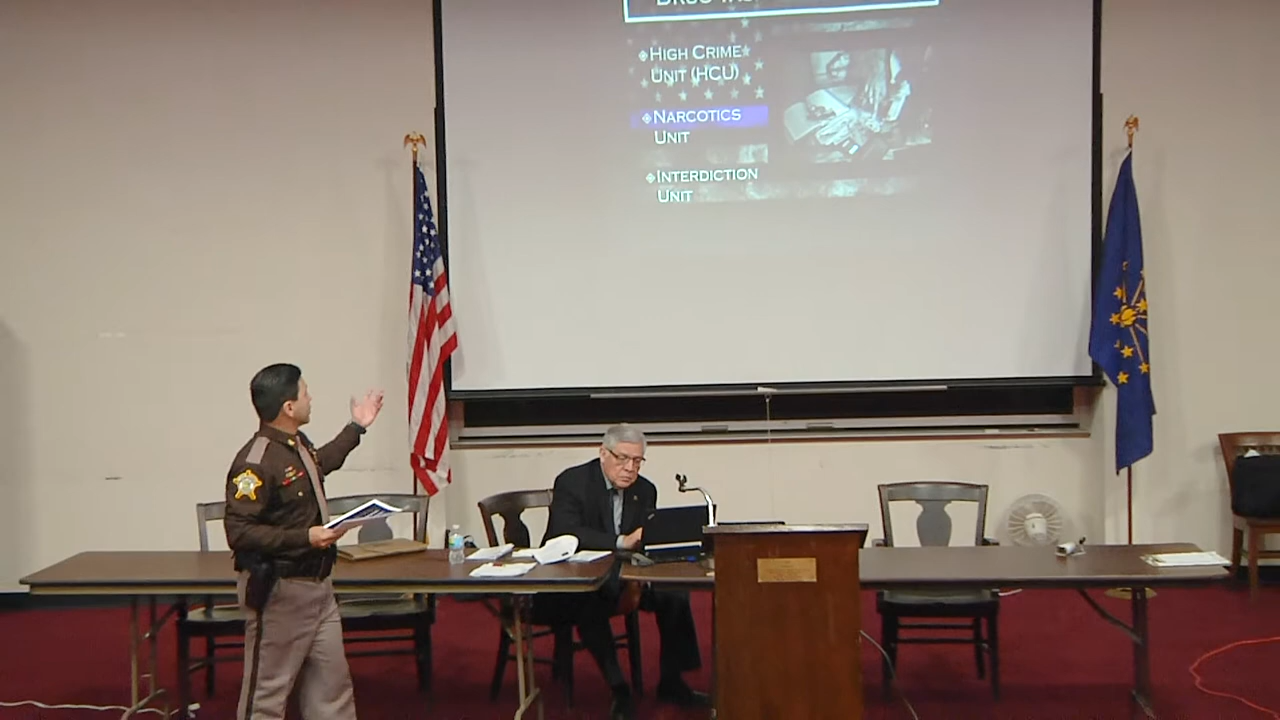 HIGH CRIME
UNIT (HCU)
NARCOTICS
UNIT
INTERDICTION
UNIT